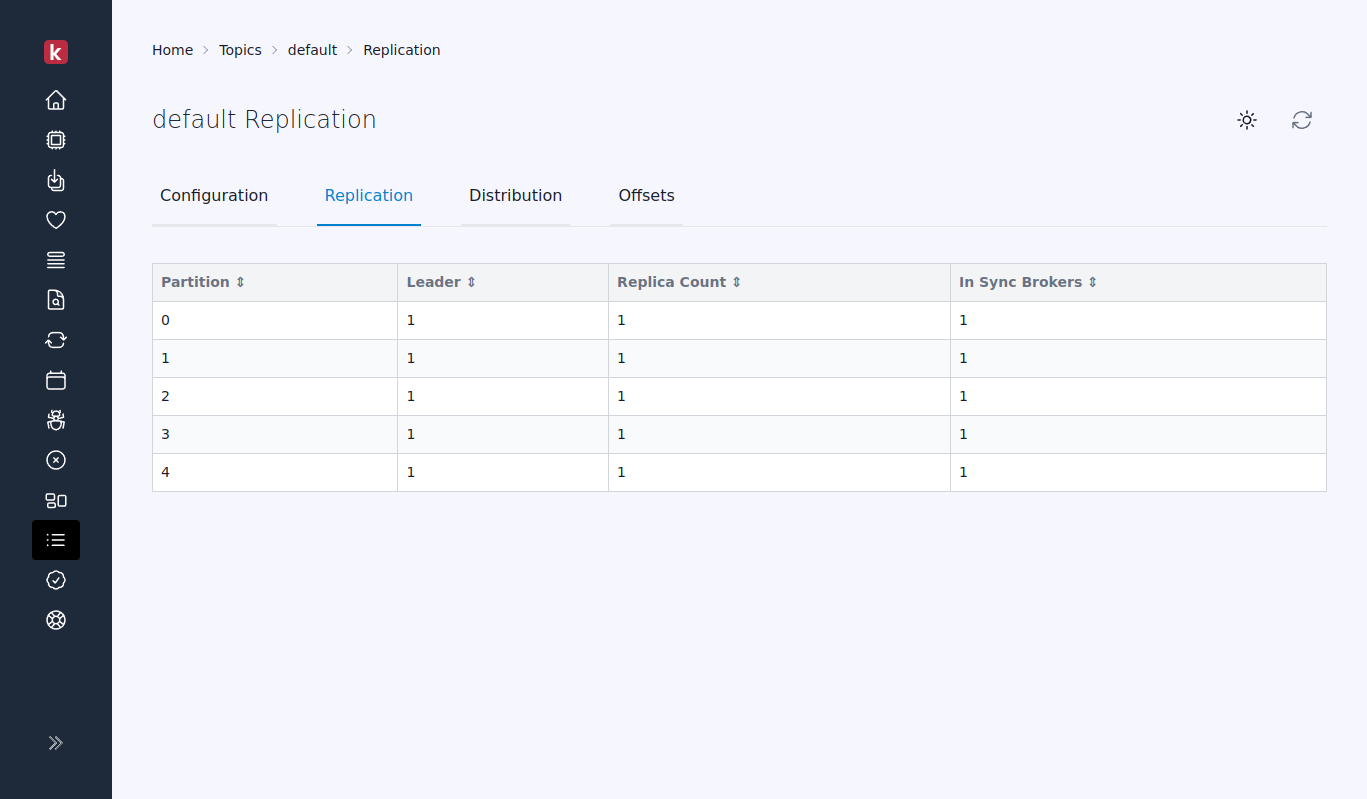 k
Home Topics default Replication
default Replication
Configuration Replication Distribution Offsets
Partition ⇕ Leader ⇕ Replica Count ⇕ In Sync Brokers ⇕
0 1 1 1
1 1 1 1
2 1 1 1
3 1 1 1
4 1 1 1